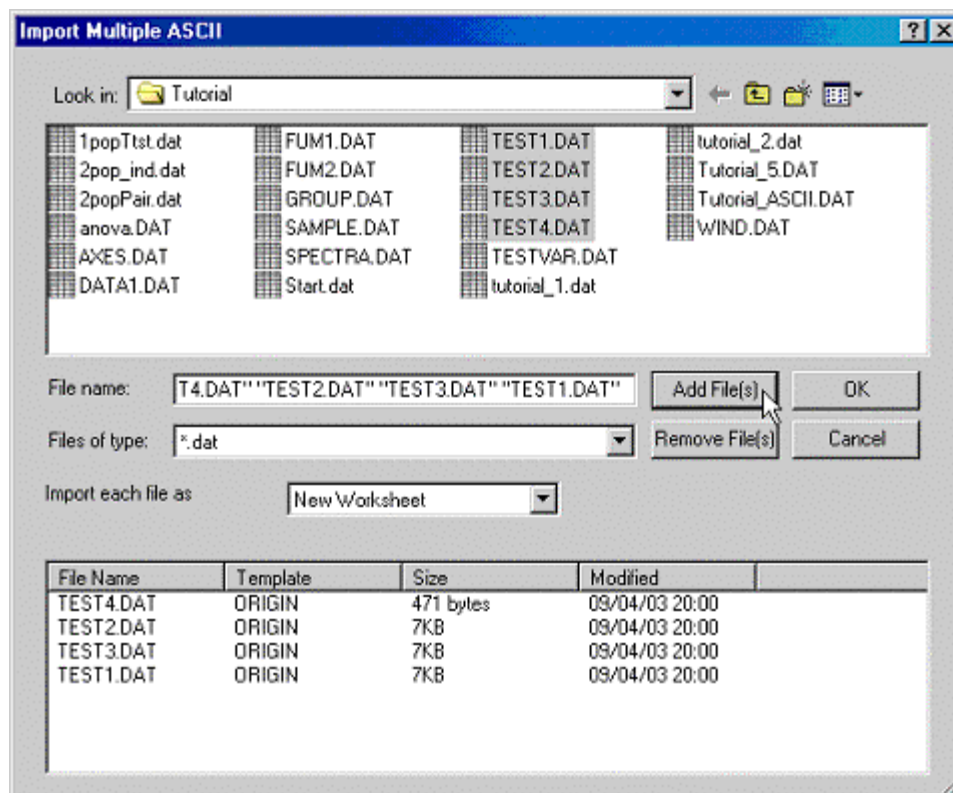 Import Multiple ASCII
Look in: Tutorial
1popTtst.dat FUM1.DAT TEST1.DAT tutorial_2.dat
2pop_ind.dat FUM2.DAT TEST2.DAT Tutorial_5.DAT
2popPair.dat GROUP.DAT TEST3.DAT Tutorial_ASCII.DAT
anova.DAT SAMPLE.DAT TEST4.DAT WIND.DAT
AXES.DAT SPECTRA.DAT TESTVAR.DAT
DATA1.DAT Start.dat tutorial_1.dat
File name: T4.DAT" "TEST2.DAT" "TEST3.DAT" "TEST1.DAT" Add File(s) OK
Files of type: *.dat Remove File(s) Cancel
Import each file as New Worksheet
File Name Template Size Modified
TEST4.DAT ORIGIN 471 bytes 09/04/03 20:00
TEST2.DAT ORIGIN 7KB 09/04/03 20:00
TEST3.DAT ORIGIN 7KB 09/04/03 20:00
TEST1.DAT ORIGIN 7KB 09/04/03 20:00